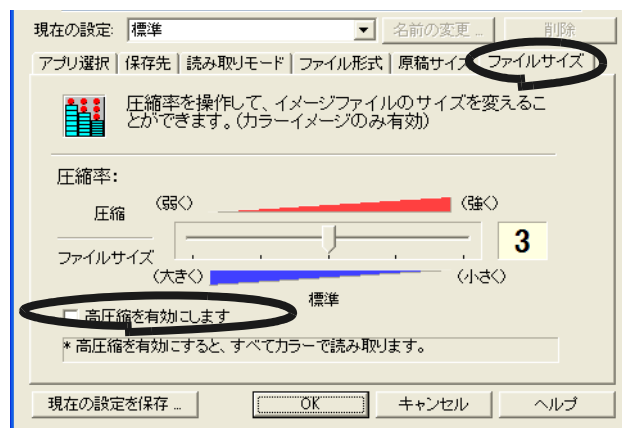 現在の設定: 標準 名前の変更 ... 削除
アプリ選択 保存先 読み取りモード ファイル形式 原稿サイズ ファイルサイズ
圧縮率を操作して、イメージファイルのサイズを変えるこ
とができます。(カラーイメージのみ有効)
圧縮率:
圧縮 (弱く) (強く)
3
ファイルサイズ
(大きく) (小さく)
標準
高圧縮を有効にします
* 高圧縮を有効にすると、すべてカラーで読み取ります。
現在の設定を保存 ... OK キャンセル ヘルプ